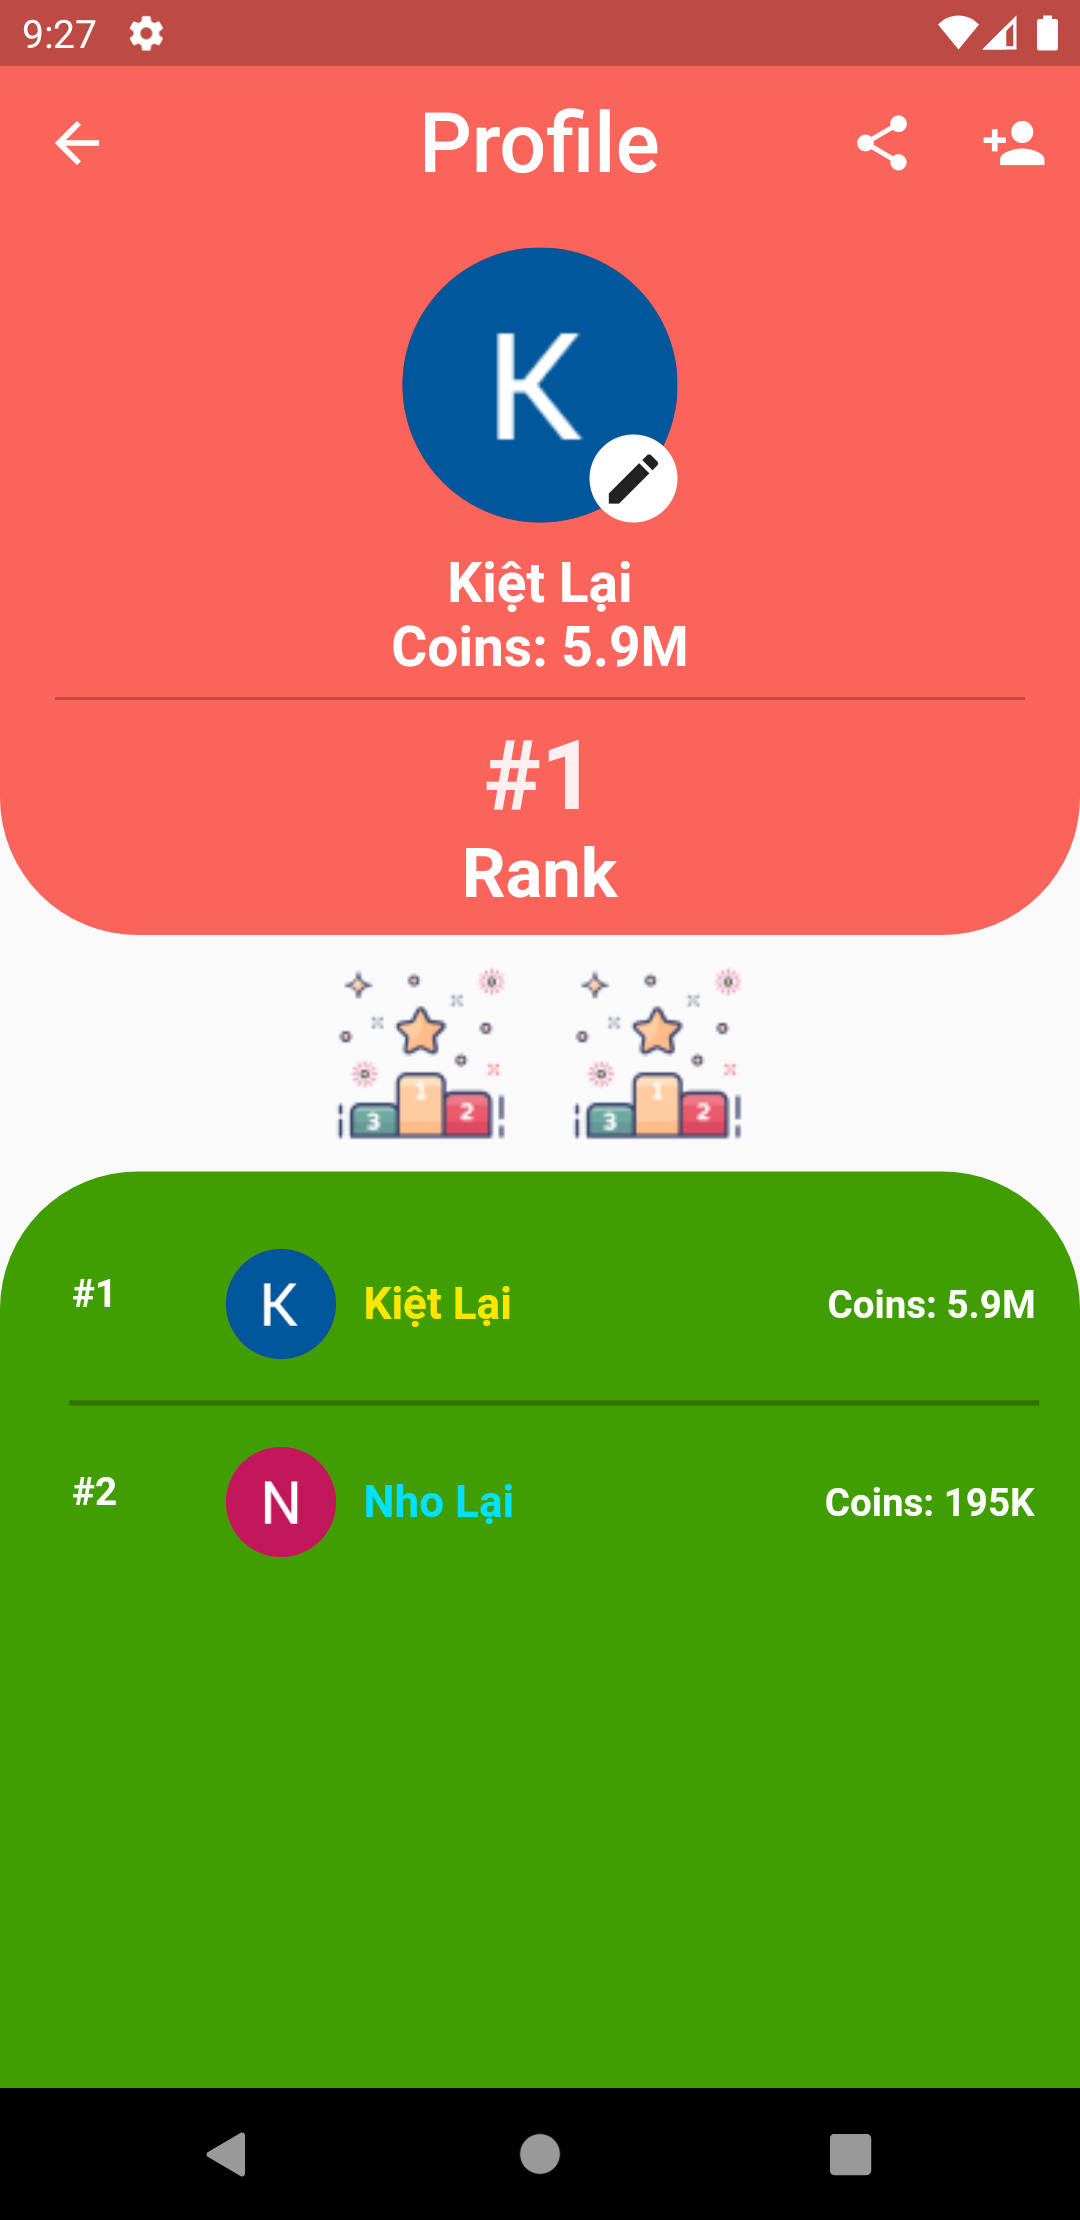 9:27
Profile
K
Kiệt Lại
Coins: 5.9M
#1
Rank
3 1 2
3 1 2
#1 K Kiệt Lại Coins: 5.9M
#2 N Nho Lại Coins: 195K